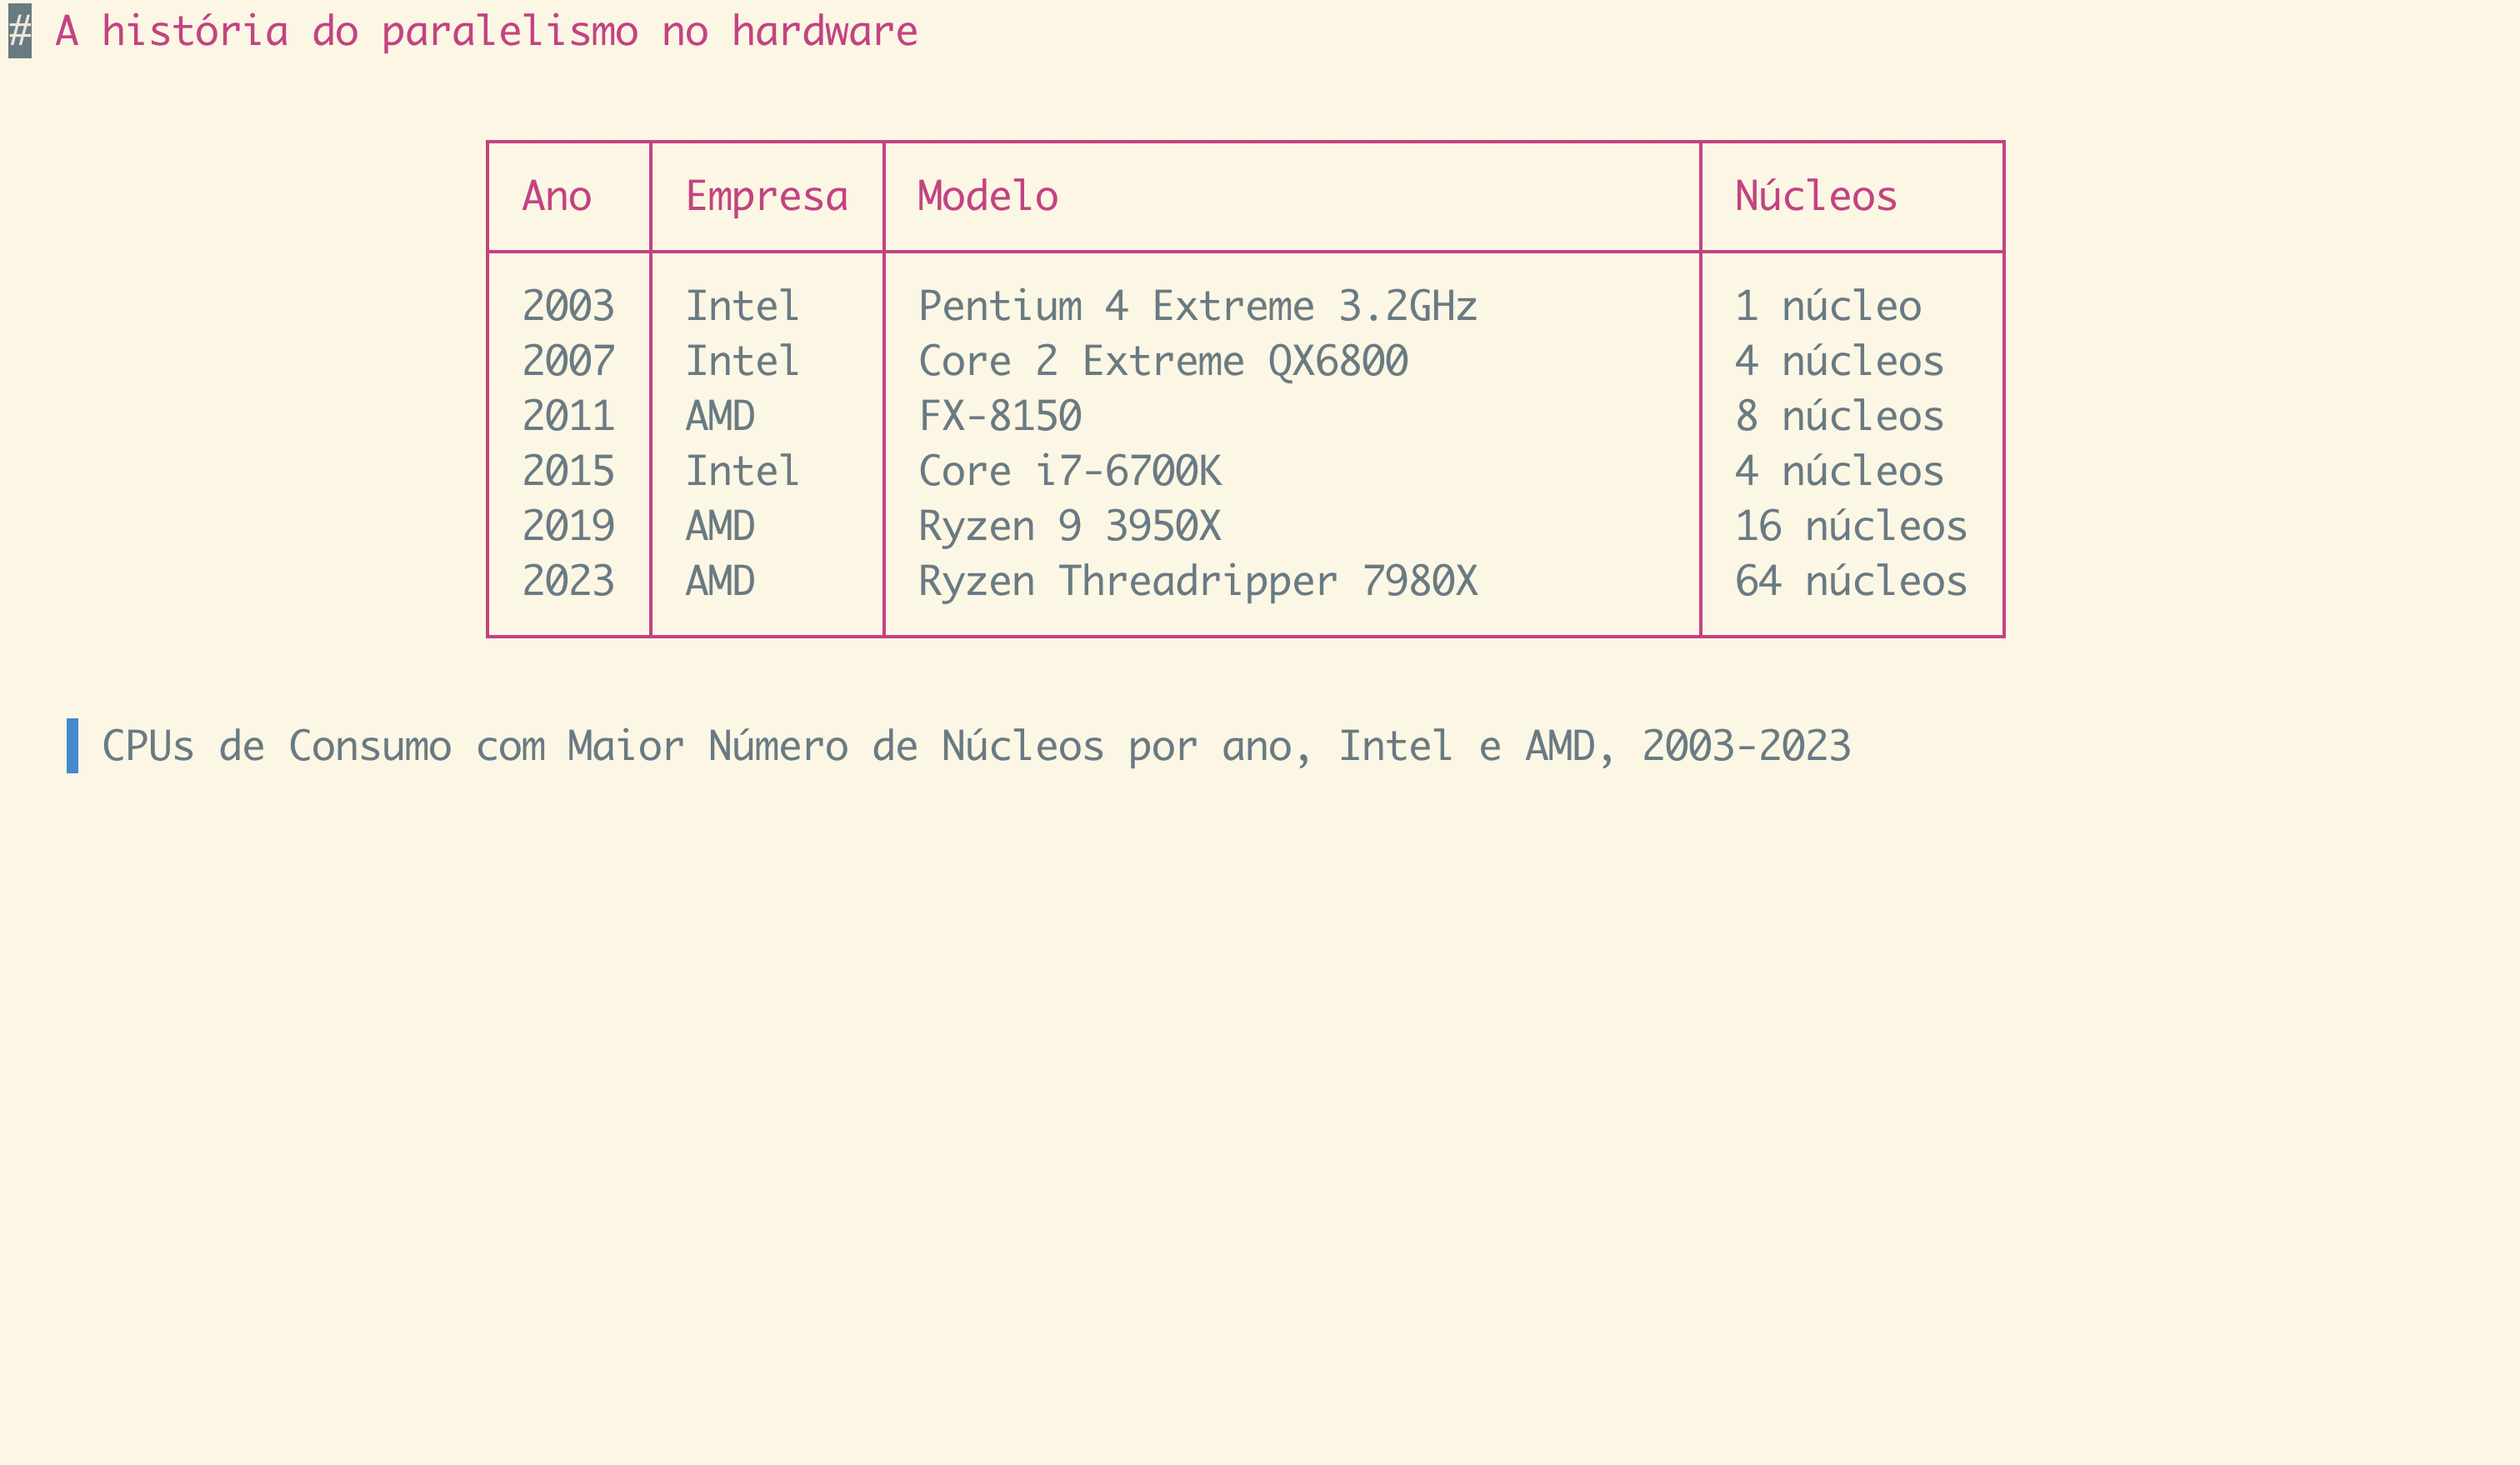 # A história do paralelismo no hardware
Ano Empresa Modelo Núcleos
2003 Intel Pentium 4 Extreme 3.2GHz 1 núcleo
2007 Intel Core 2 Extreme QX6800 4 núcleos
2011 AMD FX-8150 8 núcleos
2015 Intel Core i7-6700K 4 núcleos
2019 AMD Ryzen 9 3950X 16 núcleos
2023 AMD Ryzen Threadripper 7980X 64 núcleos
CPUs de Consumo com Maior Número de Núcleos por ano, Intel e AMD, 2003-2023